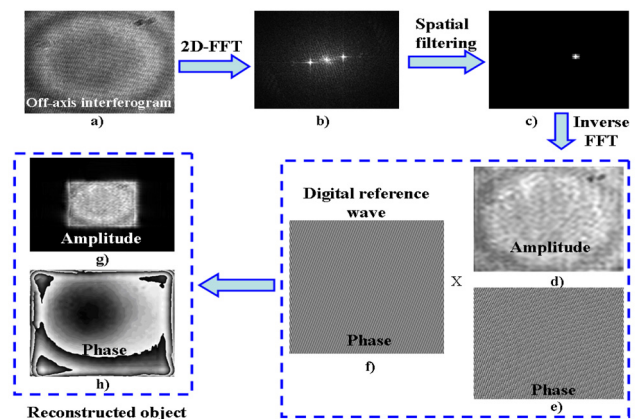 Off-axis interferogram
a)
2D-FFT
b)
Spatial
filtering
c)
Inverse
FFT
Digital reference
wave
Phase
f)
X
Amplitude
d)
Phase
e)
Amplitude
g)
Phase
h)
Reconstructed object